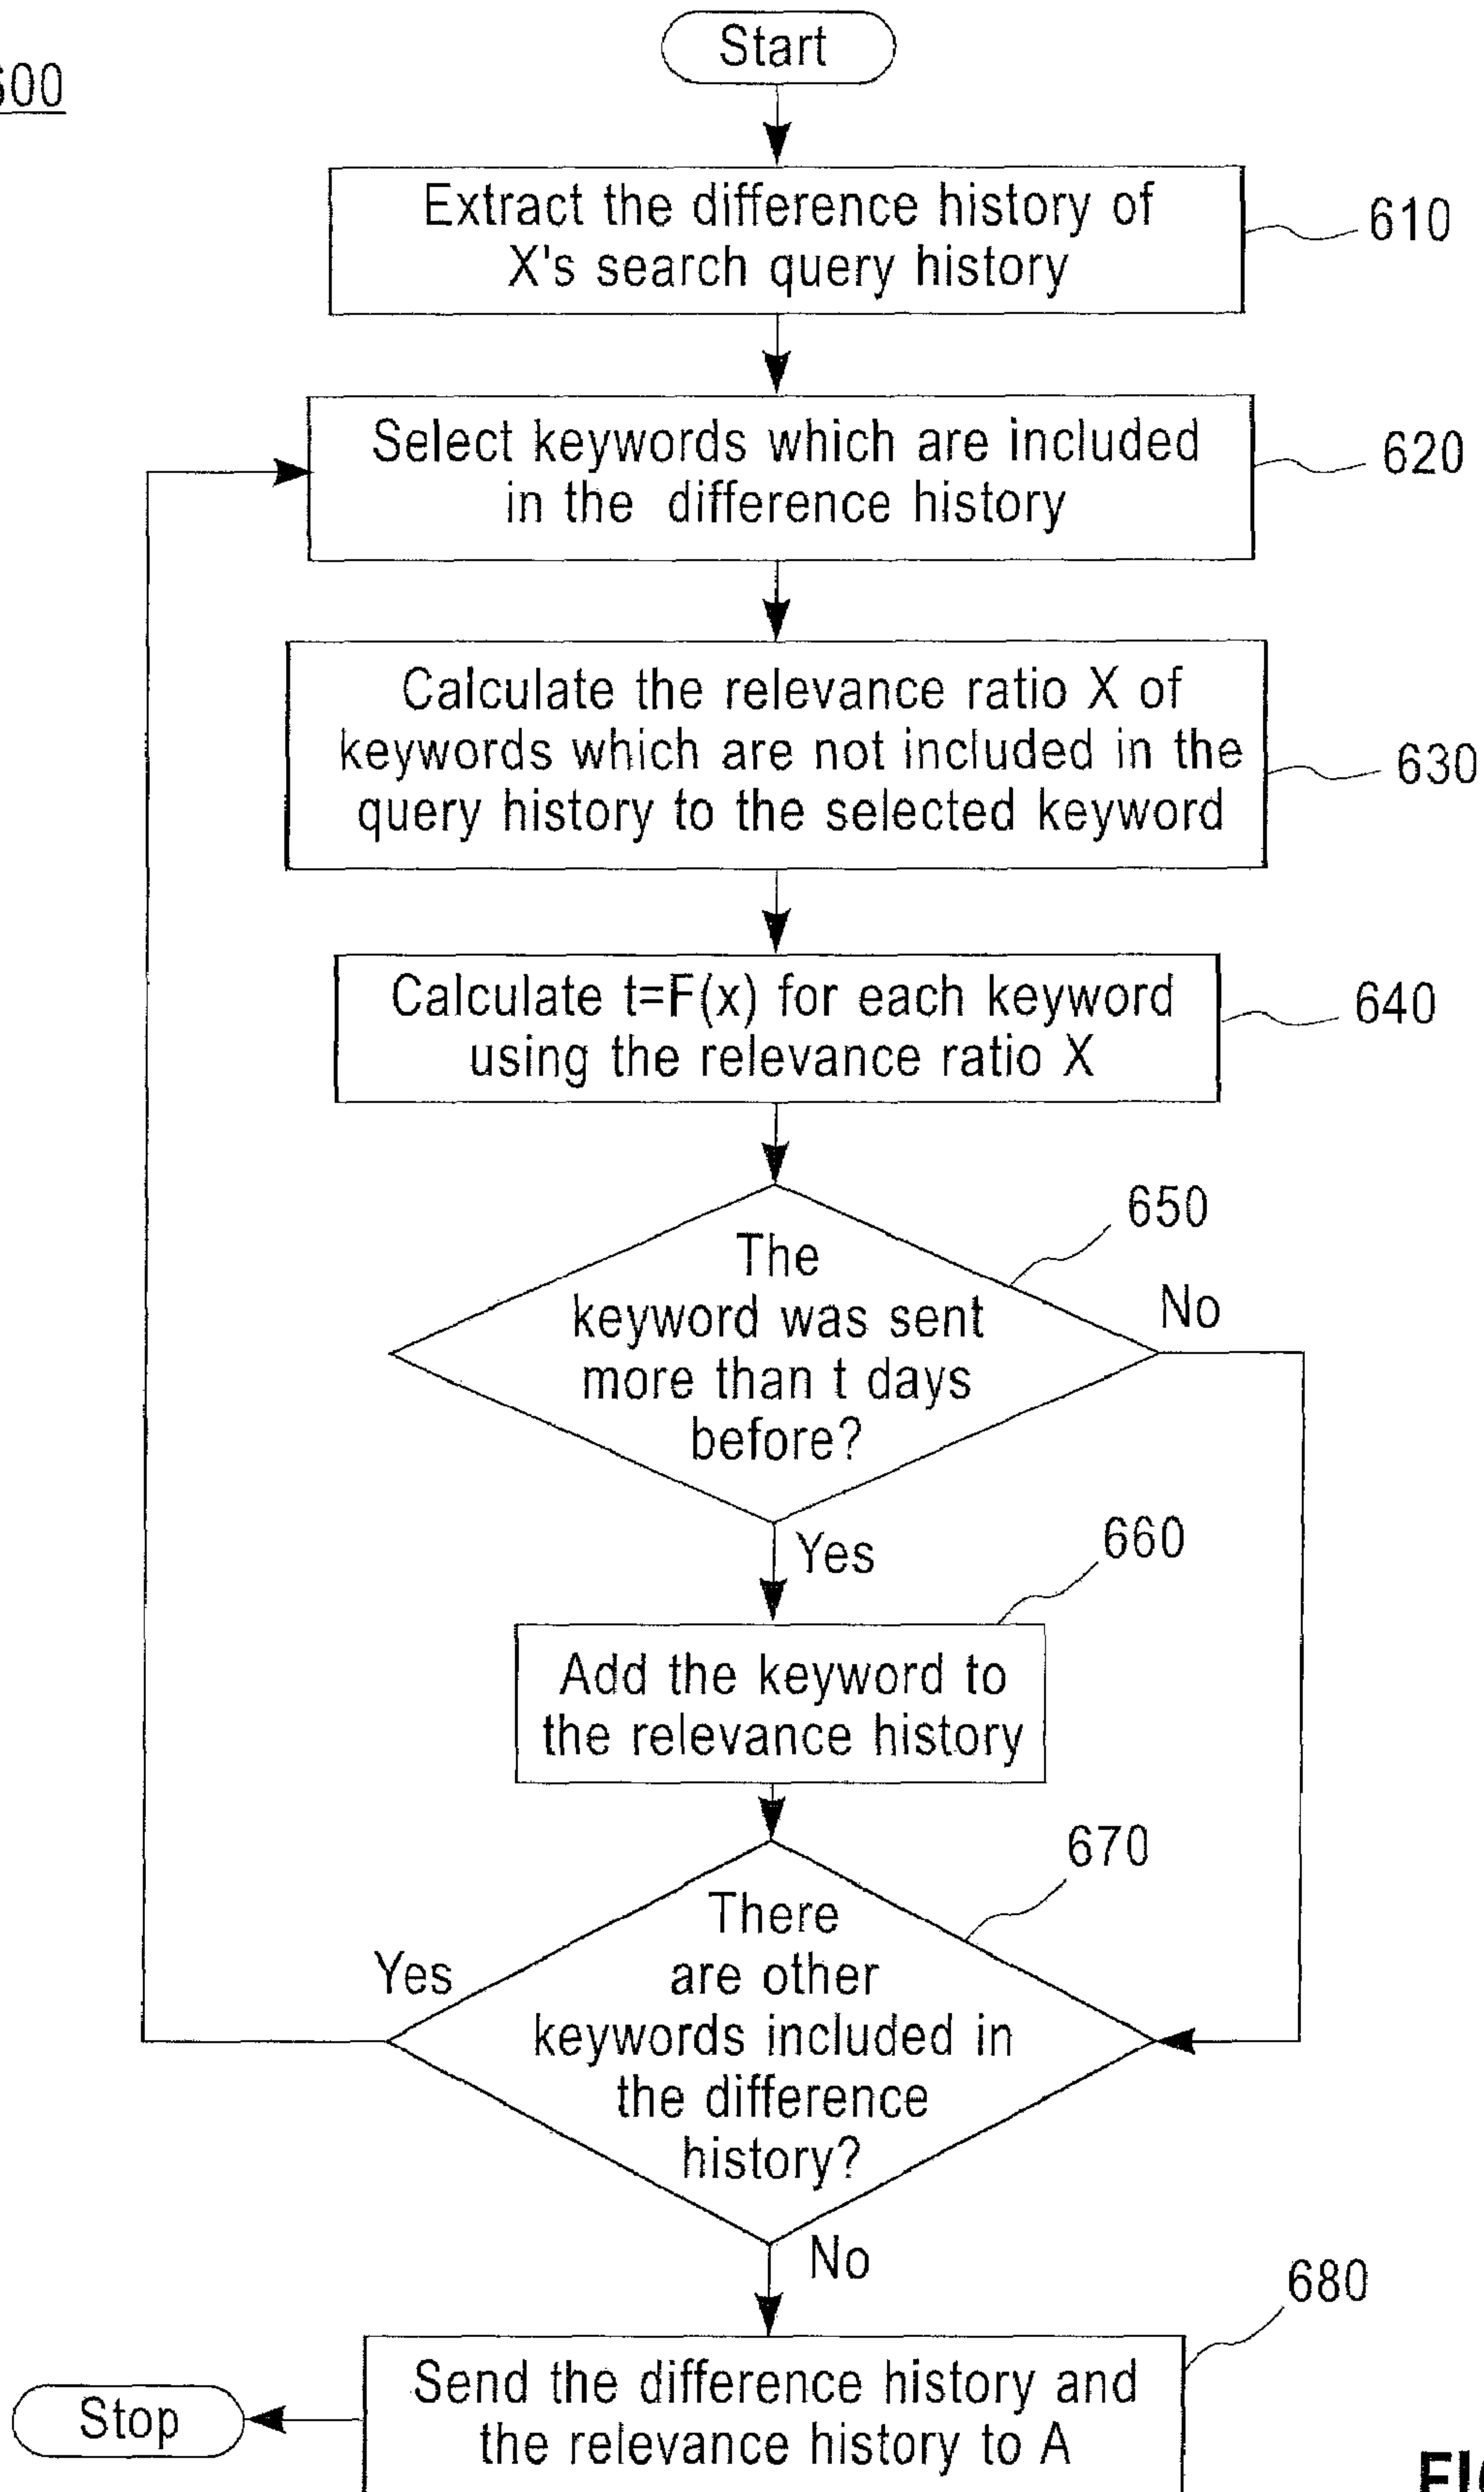 Start
Extract the difference history of
X's search query history
610
Select keywords which are included
in the difference history
620
Calculate the relevance ratio X of
keywords which are not included in the
query history to the selected keyword
630
Calculate t=F(x) for each keyword
using the relevance ratio X
640
The
keyword was sent
more than t days
before?
650
No
Yes
660
Add the keyword to
the relevance history
670
There
are other
keywords included in
the difference
history?
Yes
No
680
Send the difference history and
the relevance history to A
Stop